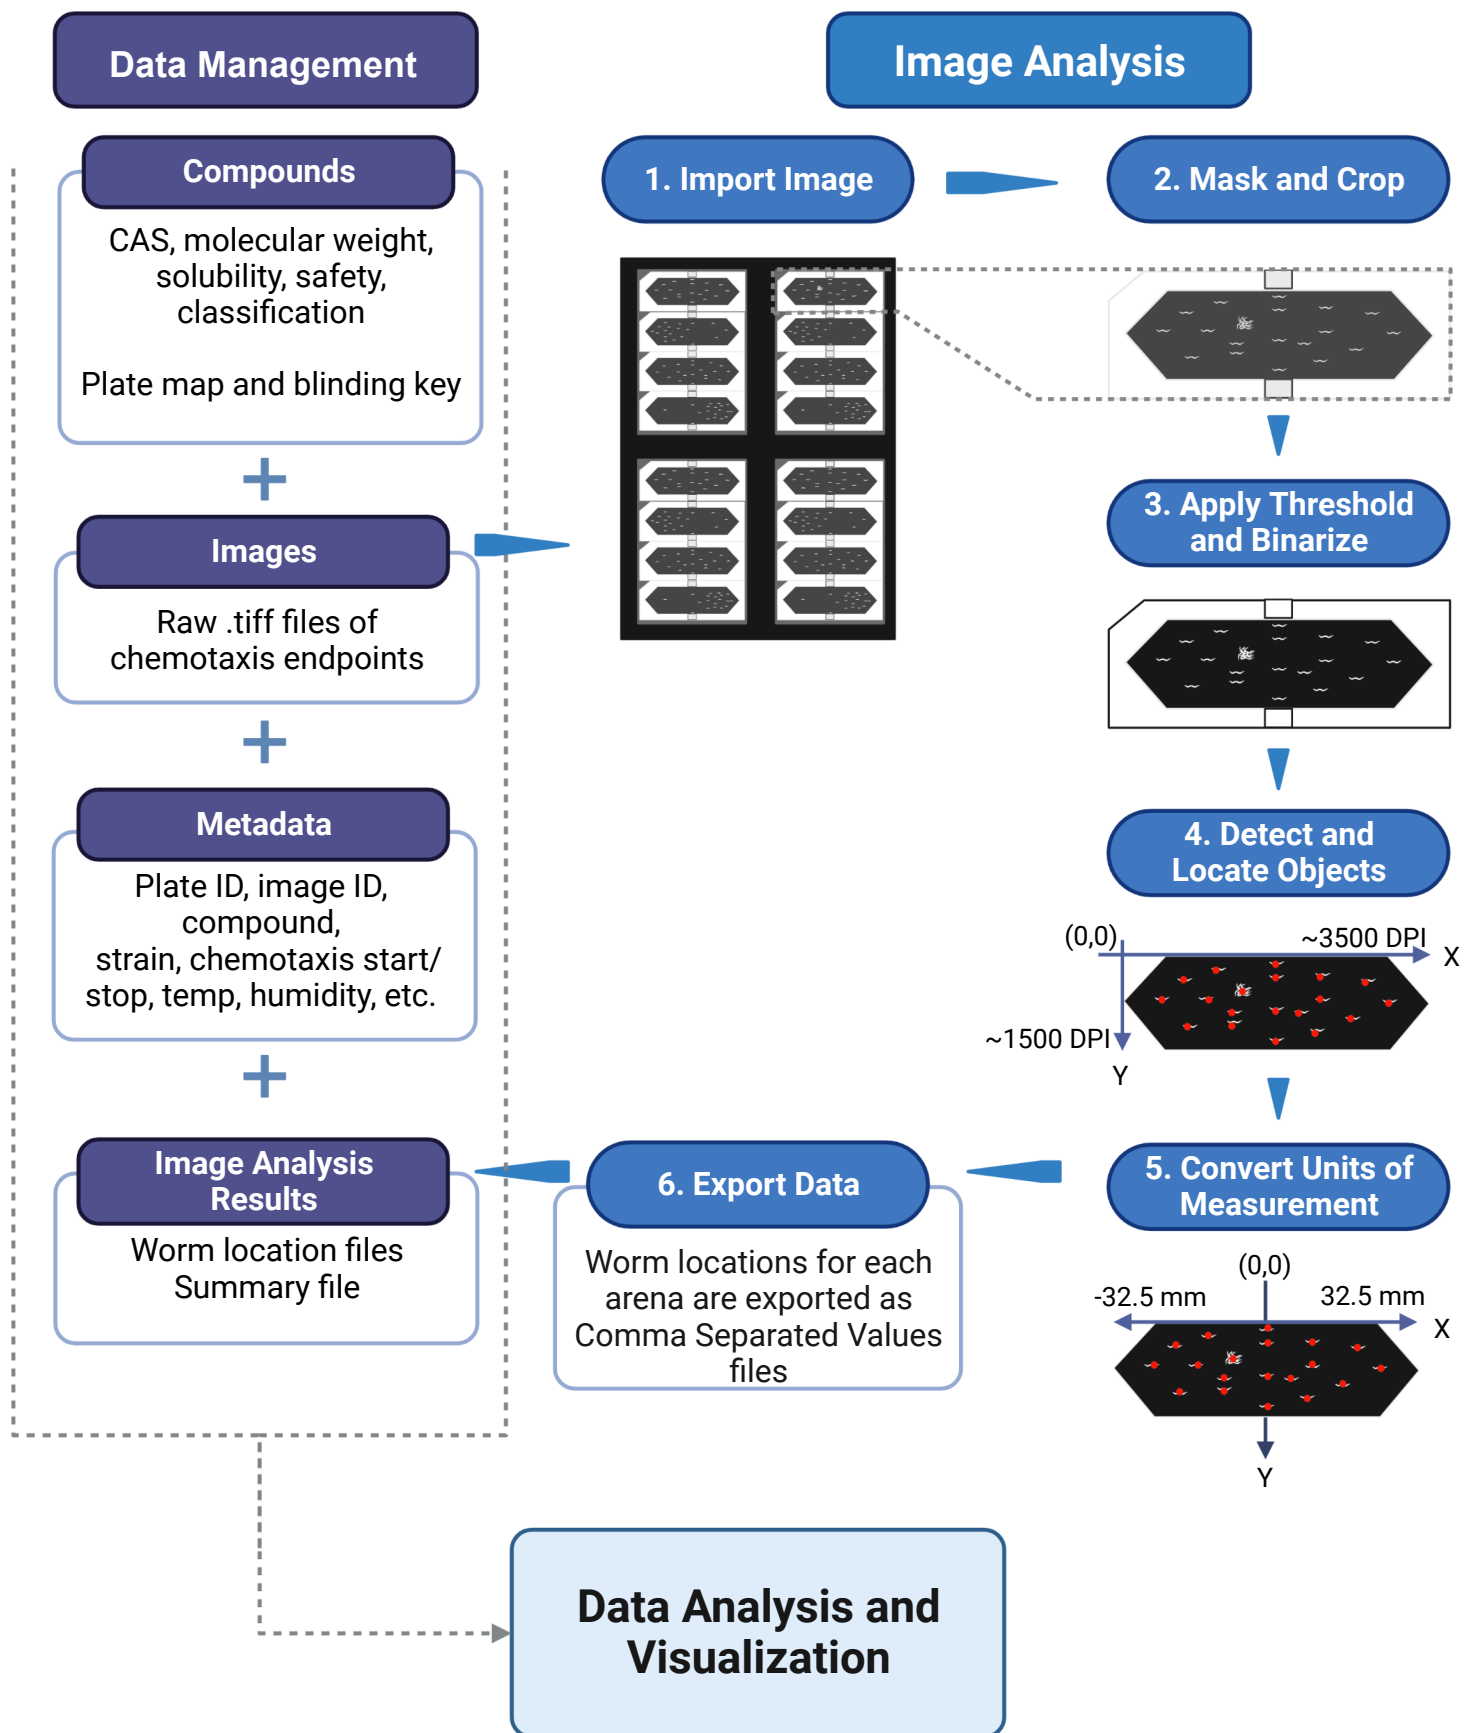 Data Management
Compounds
CAS, molecular weight,
solubility, safety,
classification
Plate map and blinding key
Images
Raw .tiff files of
chemotaxis endpoints
Metadata
Plate ID, image ID,
compound,
strain, chemotaxis start/
stop, temp, humidity, etc.
Image Analysis
Results
Worm location files
Summary file
Image Analysis
1. Import Image
2. Mask and Crop
3. Apply Threshold
and Binarize
4. Detect and
Locate Objects
(0,0)
~3500 DPI
X
~1500 DPI
Y
5. Convert Units of
Measurement
(0,0)
-32.5 mm
32.5 mm
X
Y
6. Export Data
Worm locations for each
arena are exported as
Comma Separated Values
files
Data Analysis and
Visualization